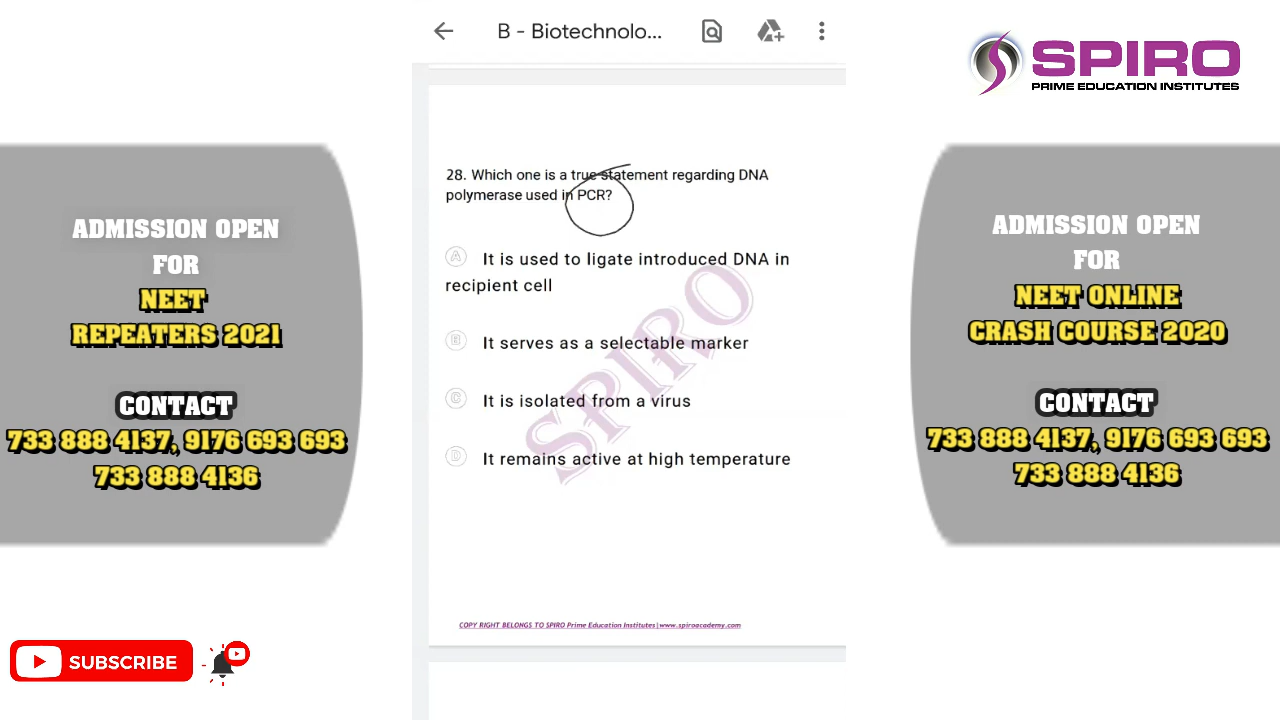 B - Biotechnolo...
SPIRO
PRIME EDUCATION INSTITUTES
28. Which one is a true statement regarding DNA
polymerase used in PCR?
A It is used to ligate introduced DNA in
recipient cell
B It serves as a selectable marker
C It is isolated from a virus
D It remains active at high temperature
SPIRO
COPY RIGHT BELONGS TO SPIRO Prime Education Institutes|www.spiroacademy.com
ADMISSION OPEN
FOR
NEET
REPEATERS 2021
CONTACT
733 888 4137, 9176 693 693
733 888 4136
ADMISSION OPEN
FOR
NEET ONLINE
CRASH COURSE 2020
CONTACT
733 888 4137, 9176 693 693
733 888 4136
SUBSCRIBE